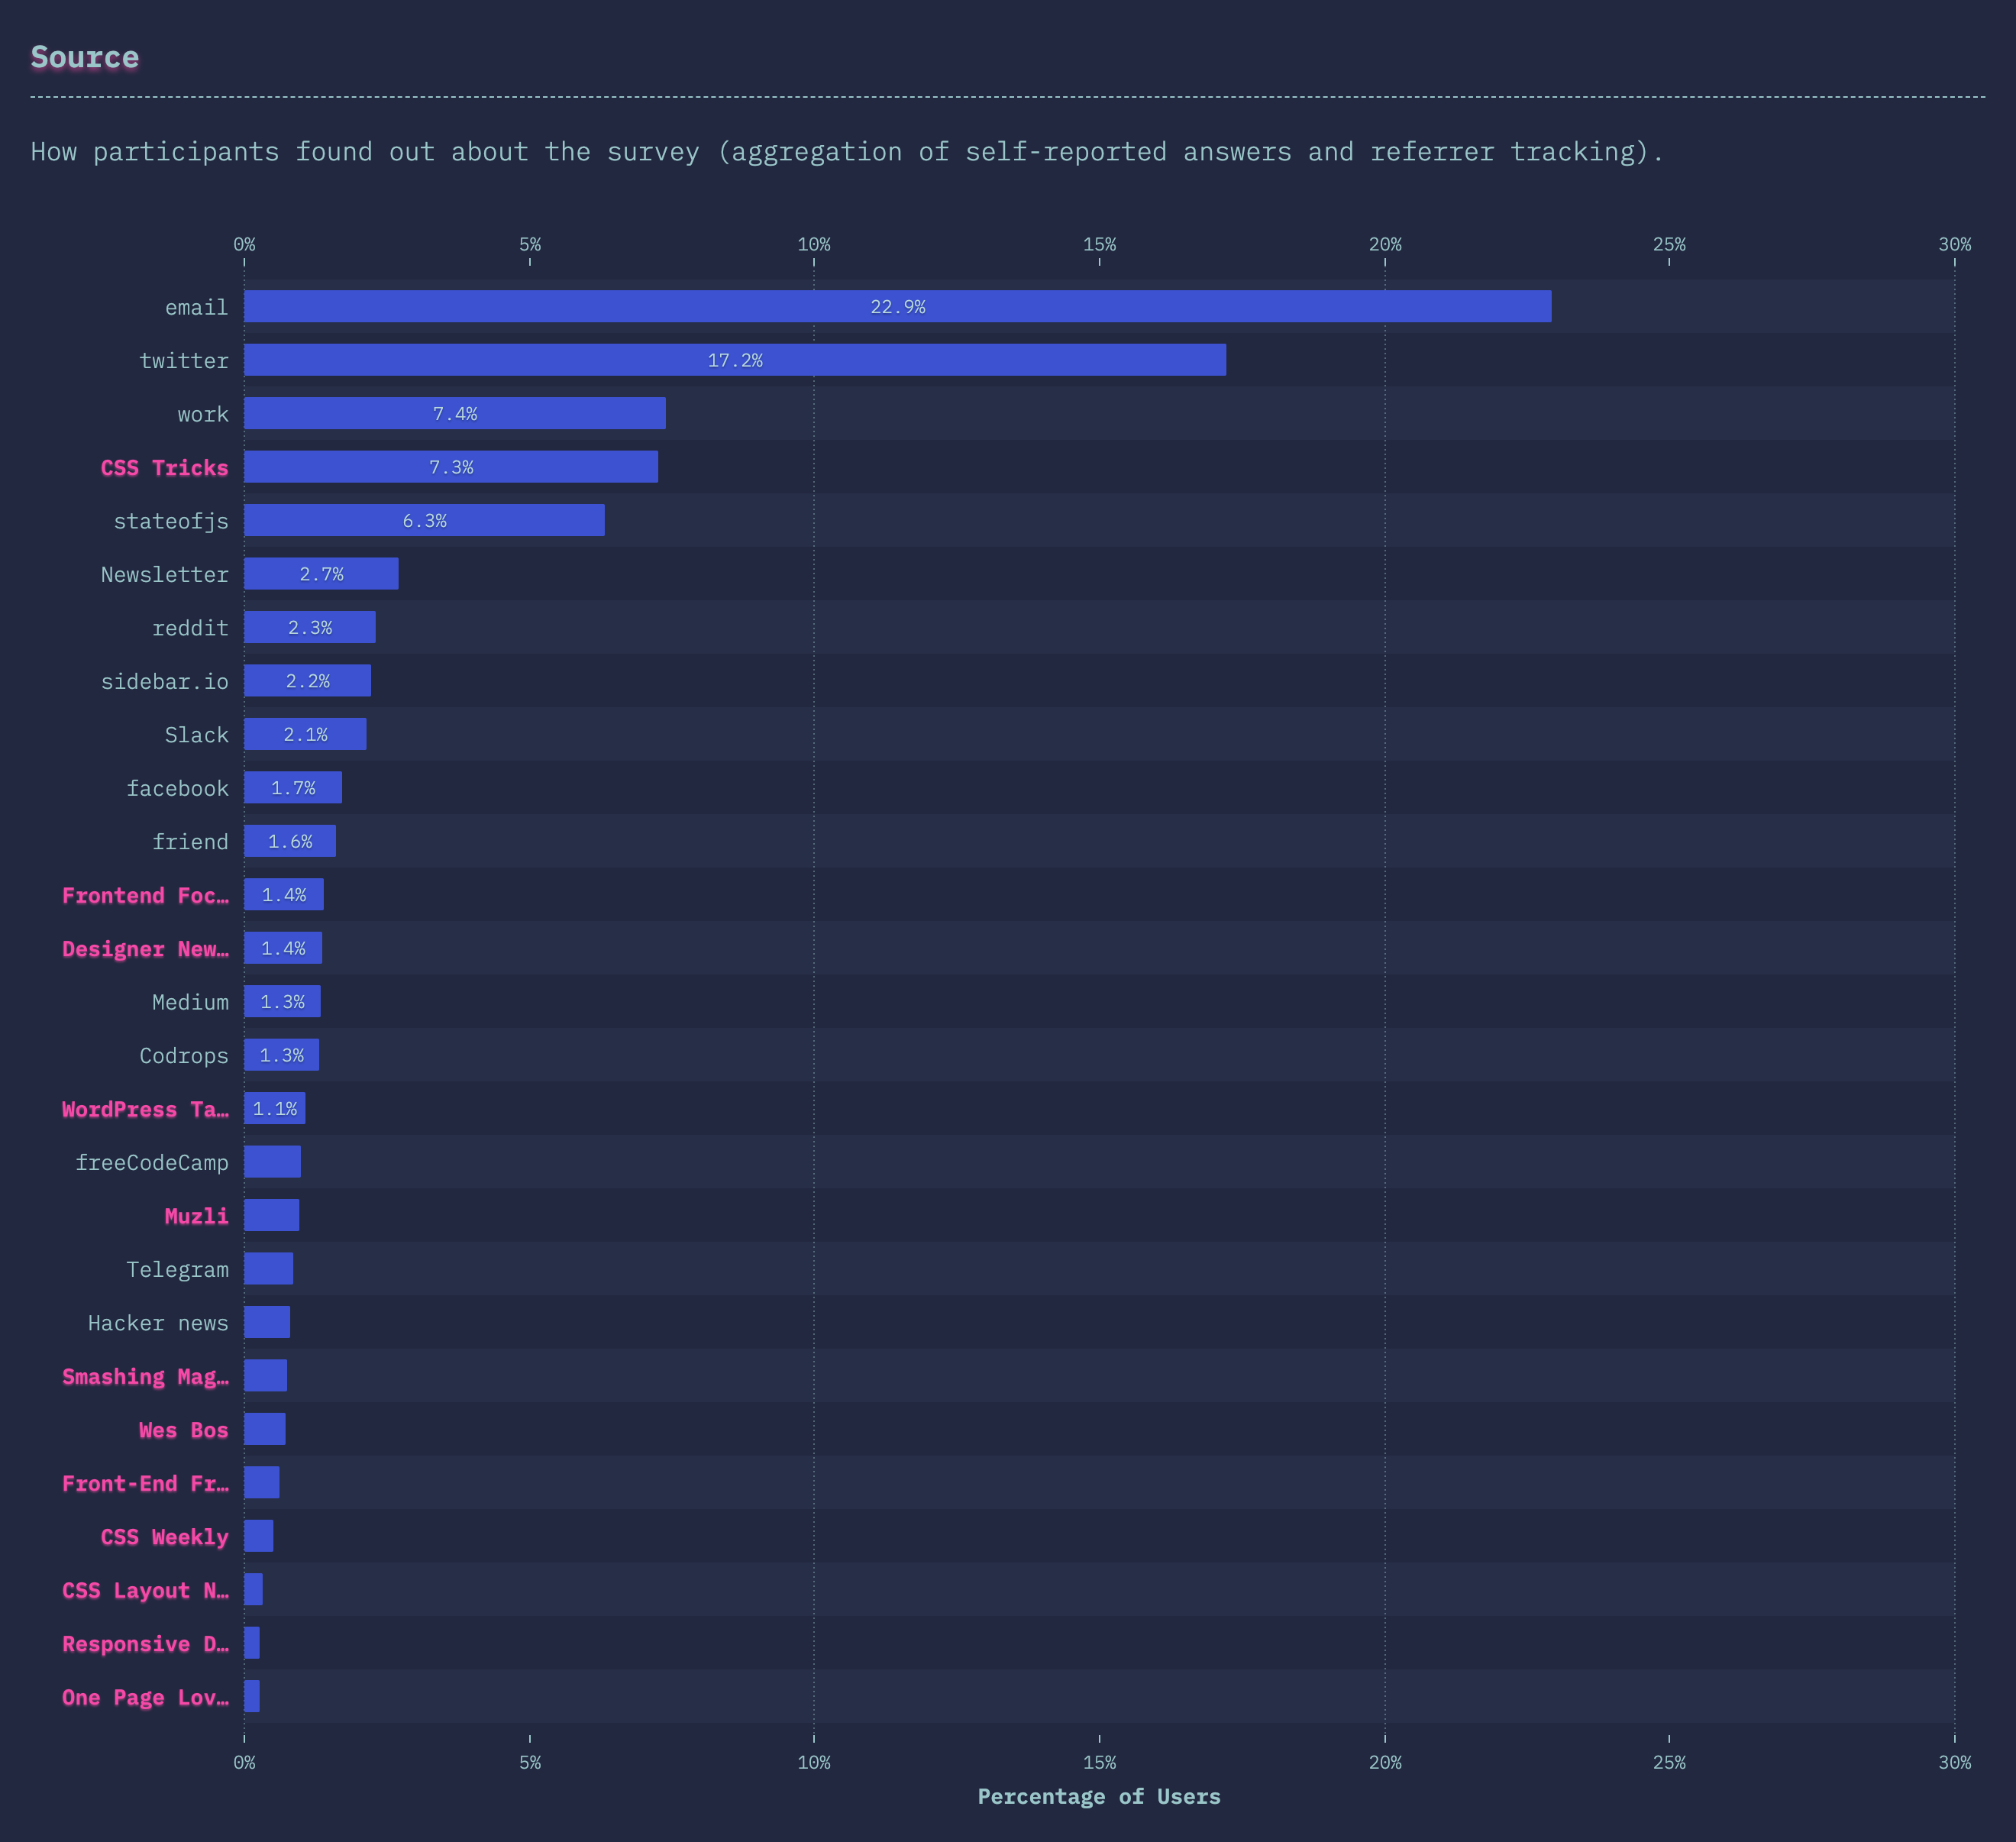 Source
How participants found out about the survey (aggregation of self-reported answers and referrer tracking).
0% 5% 10% 15% 20% 25% 30%
email 22.9%
twitter 17.2%
work 7.4%
CSS Tricks 7.3%
stateofjs 6.3%
Newsletter 2.7%
reddit 2.3%
sidebar.io 2.2%
Slack 2.1%
facebook 1.7%
friend 1.6%
Frontend Foc… 1.4%
Designer New… 1.4%
Medium 1.3%
Codrops 1.3%
WordPress Ta… 1.1%
freeCodeCamp
Muzli
Telegram
Hacker news
Smashing Mag…
Wes Bos
Front-End Fr…
CSS Weekly
CSS Layout N…
Responsive D…
One Page Lov…
0% 5% 10% 15% 20% 25% 30%
Percentage of Users